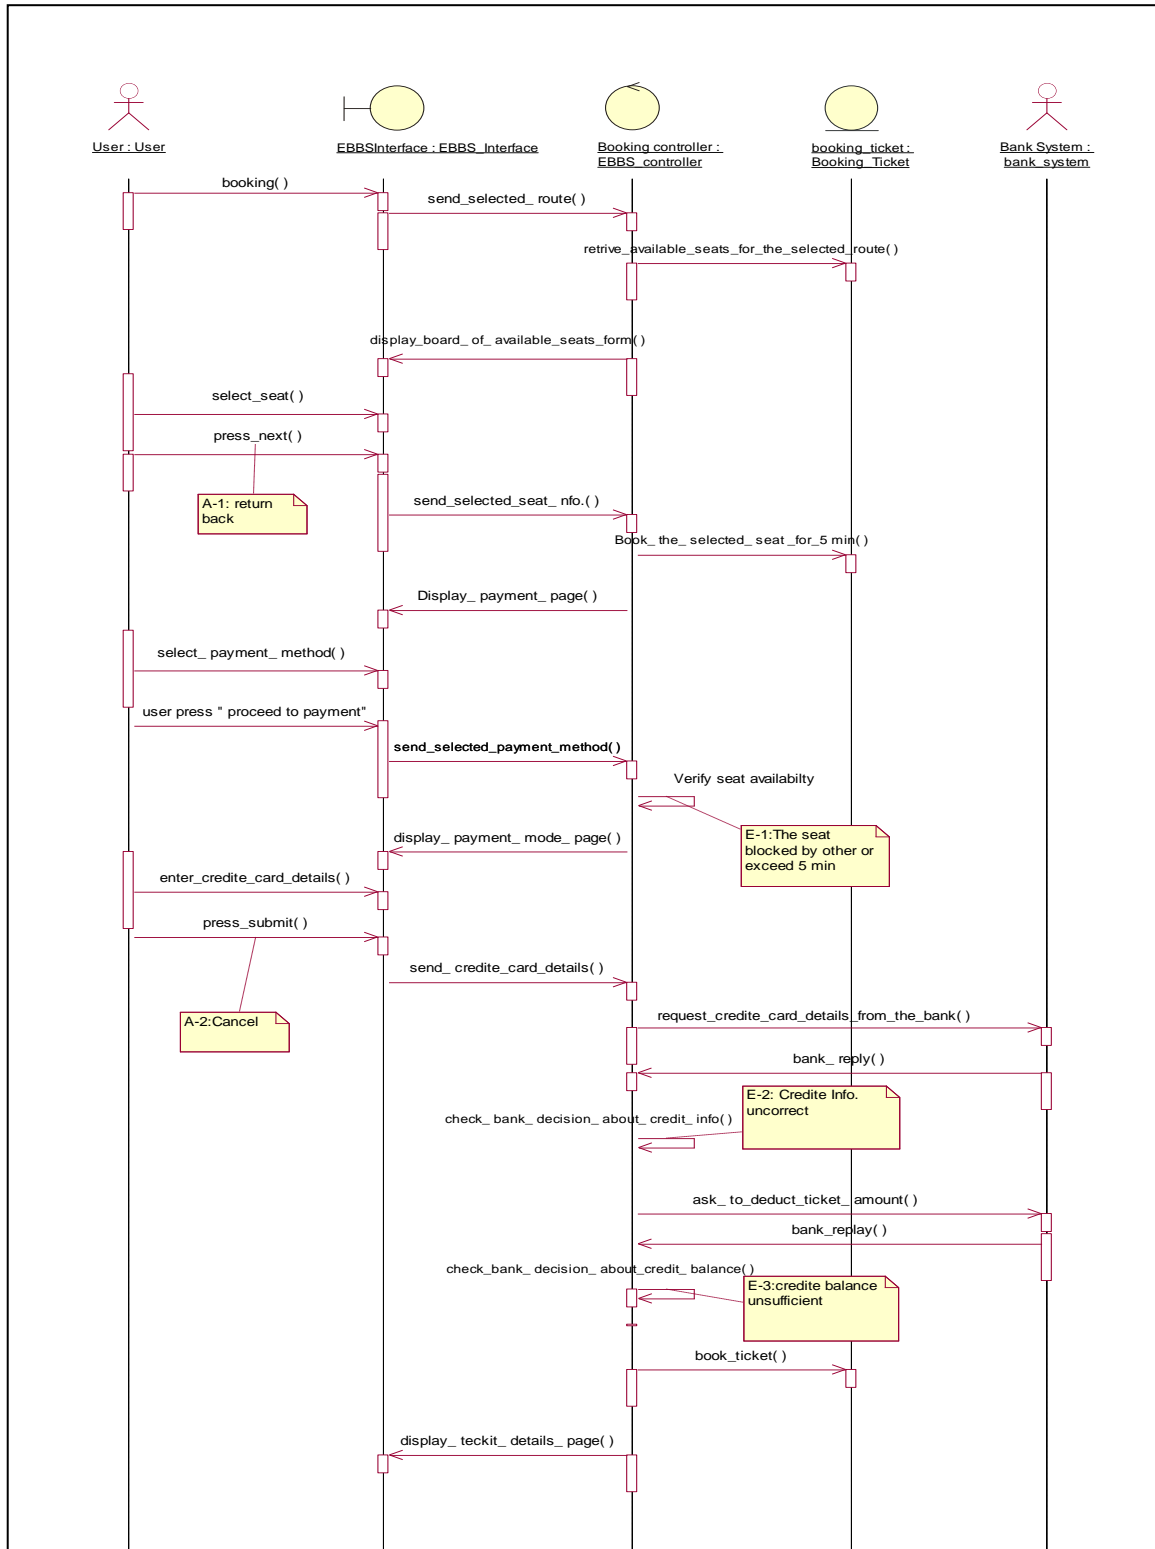 User : User
EBBSInterface : EBBS_Interface
Booking controller :
EBBS_controller
booking_ticket :
Booking_Ticket
Bank System :
bank_system
booking( )
send_selected_ route( )
retrive_available_seats_for_the_selected_route( )
display_board_ of_ available_seats_form( )
select_seat( )
press_next( )
A-1: return
back
send_selected_seat_ nfo.( )
Book_ the_ selected_ seat _for_5 min( )
Display_ payment_ page( )
select_ payment_ method( )
user press " proceed to payment"
send_selected_payment_method( )
Verify seat availabilty
E-1:The seat
blocked by other or
exceed 5 min
display_ payment_ mode_ page( )
enter_credite_card_details( )
press_submit( )
send_ credite_card_details( )
A-2:Cancel
request_credite_card_details_from_the_bank( )
bank_ reply( )
E-2: Credite Info.
uncorrect
check_ bank_ decision_ about_ credit_ info( )
ask_ to_deduct_ticket_ amount( )
bank_replay( )
check_bank_ decision_ about_credit_ balance( )
E-3:credite balance
unsufficient
book_ticket( )
display_ teckit_ details_ page( )